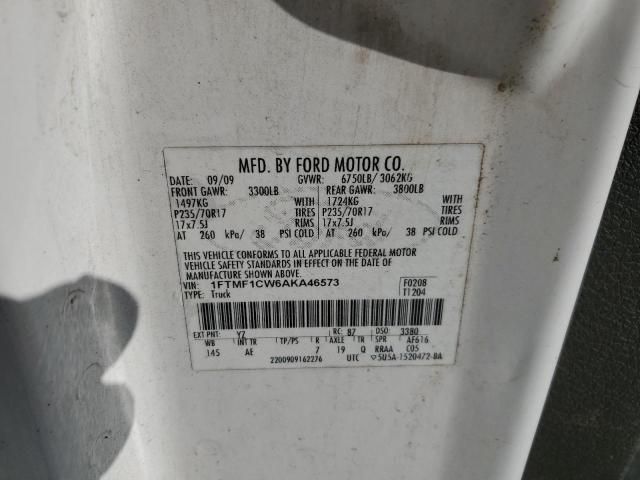 MFD. BY FORD MOTOR CO.
DATE: 09/09 GVWR: 6750LB/ 3062KG
FRONT GAWR: 3300LB REAR GAWR: 3800LB
1497KG WITH 1724KG WITH
P235/70R17 TIRES P235/70R17 TIRES
17x7.5J RIMS 17x7.5J RIMS
AT 260 kPa/ 38 PSI COLD AT 260 kPa/ 38 PSI COLD
THIS VEHICLE CONFORMS TO ALL APPLICABLE FEDERAL MOTOR
VEHICLE SAFETY STANDARDS IN EFFECT ON THE DATE OF
MANUFACTURE SHOWN ABOVE.
VIN: 1FTMF1CW6AKA46573 F0208
TYPE: Truck T1204
EXT PNT: YZ RC: 87 DSO: 3380
WB INT TR TP/PS R AXLE TR SPR AF616
145 AE 7 19 Q RRAA C05
2200909162276 UTC ▽5U5A-1520472-BA